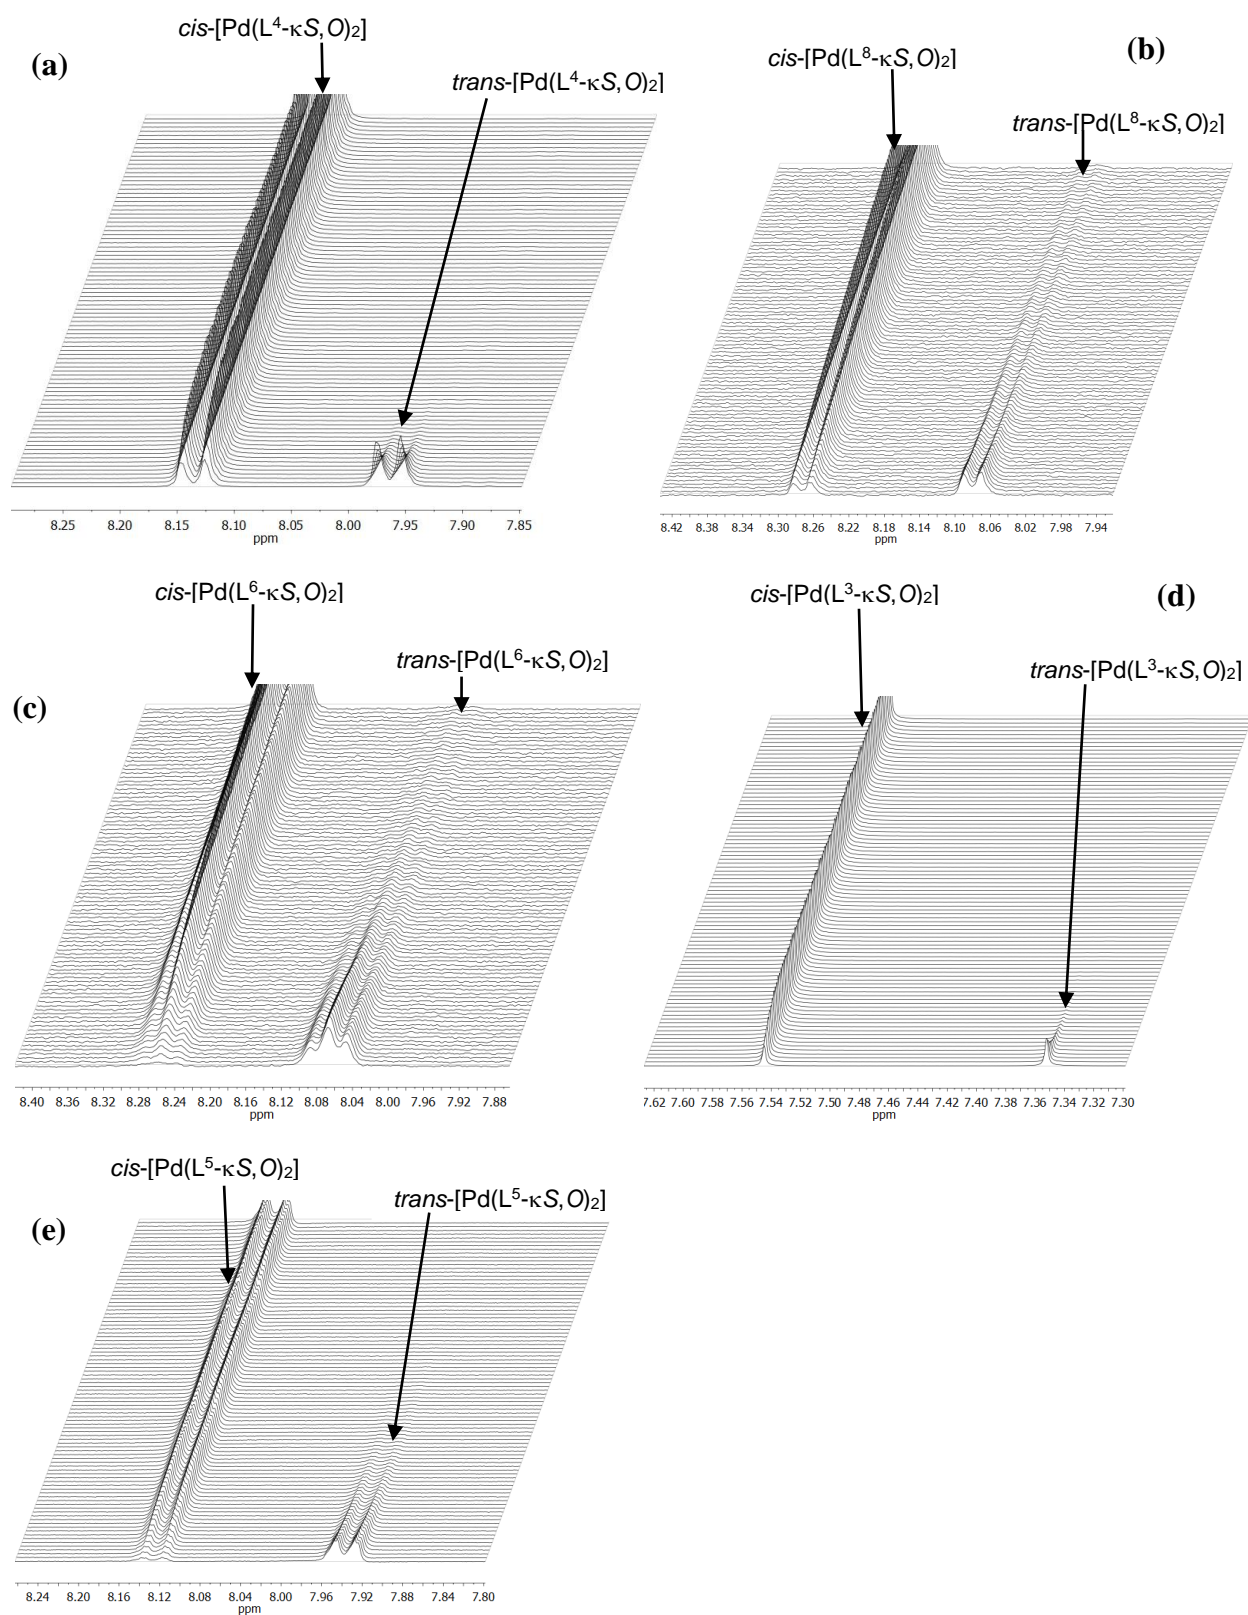 cis-[Pd(L⁴-κS,O)₂]
(a)
trans-[Pd(L⁴-κS,O)₂]
8.25 8.20 8.15 8.10 8.05 8.00 7.95 7.90 7.85
ppm
(b)
cis-[Pd(L⁸-κS,O)₂]
trans-[Pd(L⁸-κS,O)₂]
8.42 8.38 8.34 8.30 8.26 8.22 8.18 8.14 8.10 8.06 8.02 7.98 7.94
ppm
cis-[Pd(L⁶-κS,O)₂]
trans-[Pd(L⁶-κS,O)₂]
(c)
8.40 8.36 8.32 8.28 8.24 8.20 8.16 8.12 8.08 8.04 8.00 7.96 7.92 7.88
ppm
cis-[Pd(L³-κS,O)₂]
(d)
trans-[Pd(L³-κS,O)₂]
7.62 7.60 7.58 7.56 7.54 7.52 7.50 7.48 7.46 7.44 7.42 7.40 7.38 7.36 7.34 7.32 7.30
ppm
cis-[Pd(L⁵-κS,O)₂]
trans-[Pd(L⁵-κS,O)₂]
(e)
8.24 8.20 8.16 8.12 8.08 8.04 8.00 7.96 7.92 7.88 7.84 7.80
ppm